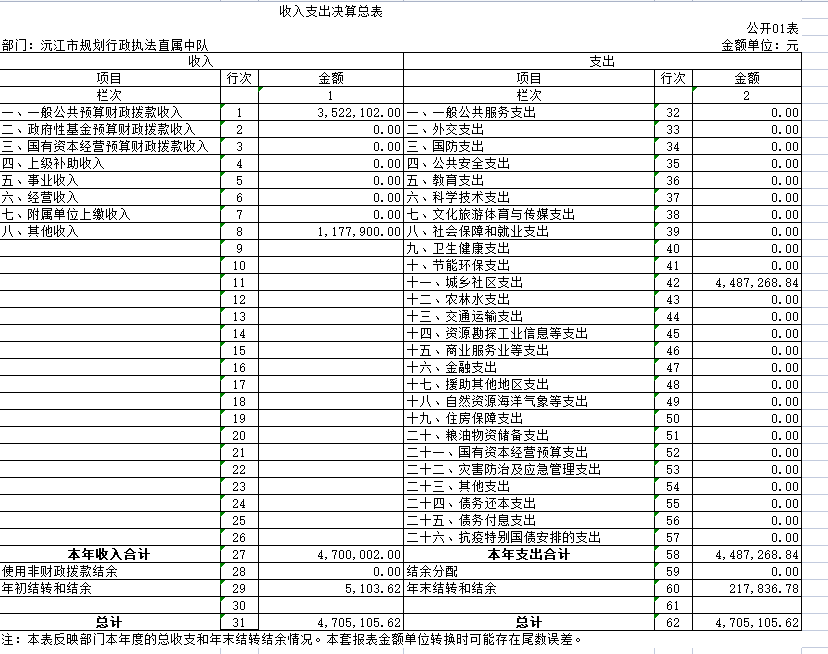 收入支出决算总表
公开01表
部门：沅江市规划行政执法直属中队 金额单位：元
收入 支出
项目 行次 金额 项目 行次 金额
栏次 1 栏次 2
一、一般公共预算财政拨款收入 1 3,522,102.00 一、一般公共服务支出 32 0.00
二、政府性基金预算财政拨款收入 2 0.00 二、外交支出 33 0.00
三、国有资本经营预算财政拨款收入 3 0.00 三、国防支出 34 0.00
四、上级补助收入 4 0.00 四、公共安全支出 35 0.00
五、事业收入 5 0.00 五、教育支出 36 0.00
六、经营收入 6 0.00 六、科学技术支出 37 0.00
七、附属单位上缴收入 7 0.00 七、文化旅游体育与传媒支出 38 0.00
八、其他收入 8 1,177,900.00 八、社会保障和就业支出 39 0.00
9 九、卫生健康支出 40 0.00
10 十、节能环保支出 41 0.00
11 十一、城乡社区支出 42 4,487,268.84
12 十二、农林水支出 43 0.00
13 十三、交通运输支出 44 0.00
14 十四、资源勘探工业信息等支出 45 0.00
15 十五、商业服务业等支出 46 0.00
16 十六、金融支出 47 0.00
17 十七、援助其他地区支出 48 0.00
18 十八、自然资源海洋气象等支出 49 0.00
19 十九、住房保障支出 50 0.00
20 二十、粮油物资储备支出 51 0.00
21 二十一、国有资本经营预算支出 52 0.00
22 二十二、灾害防治及应急管理支出 53 0.00
23 二十三、其他支出 54 0.00
24 二十四、债务还本支出 55 0.00
25 二十五、债务付息支出 56 0.00
26 二十六、抗疫特别国债安排的支出 57 0.00
本年收入合计 27 4,700,002.00 本年支出合计 58 4,487,268.84
使用非财政拨款结余 28 0.00 结余分配 59 0.00
年初结转和结余 29 5,103.62 年末结转和结余 60 217,836.78
30 61
总计 31 4,705,105.62 总计 62 4,705,105.62
注：本表反映部门本年度的总收支和年末结转结余情况。本套报表金额单位转换时可能存在尾数误差。